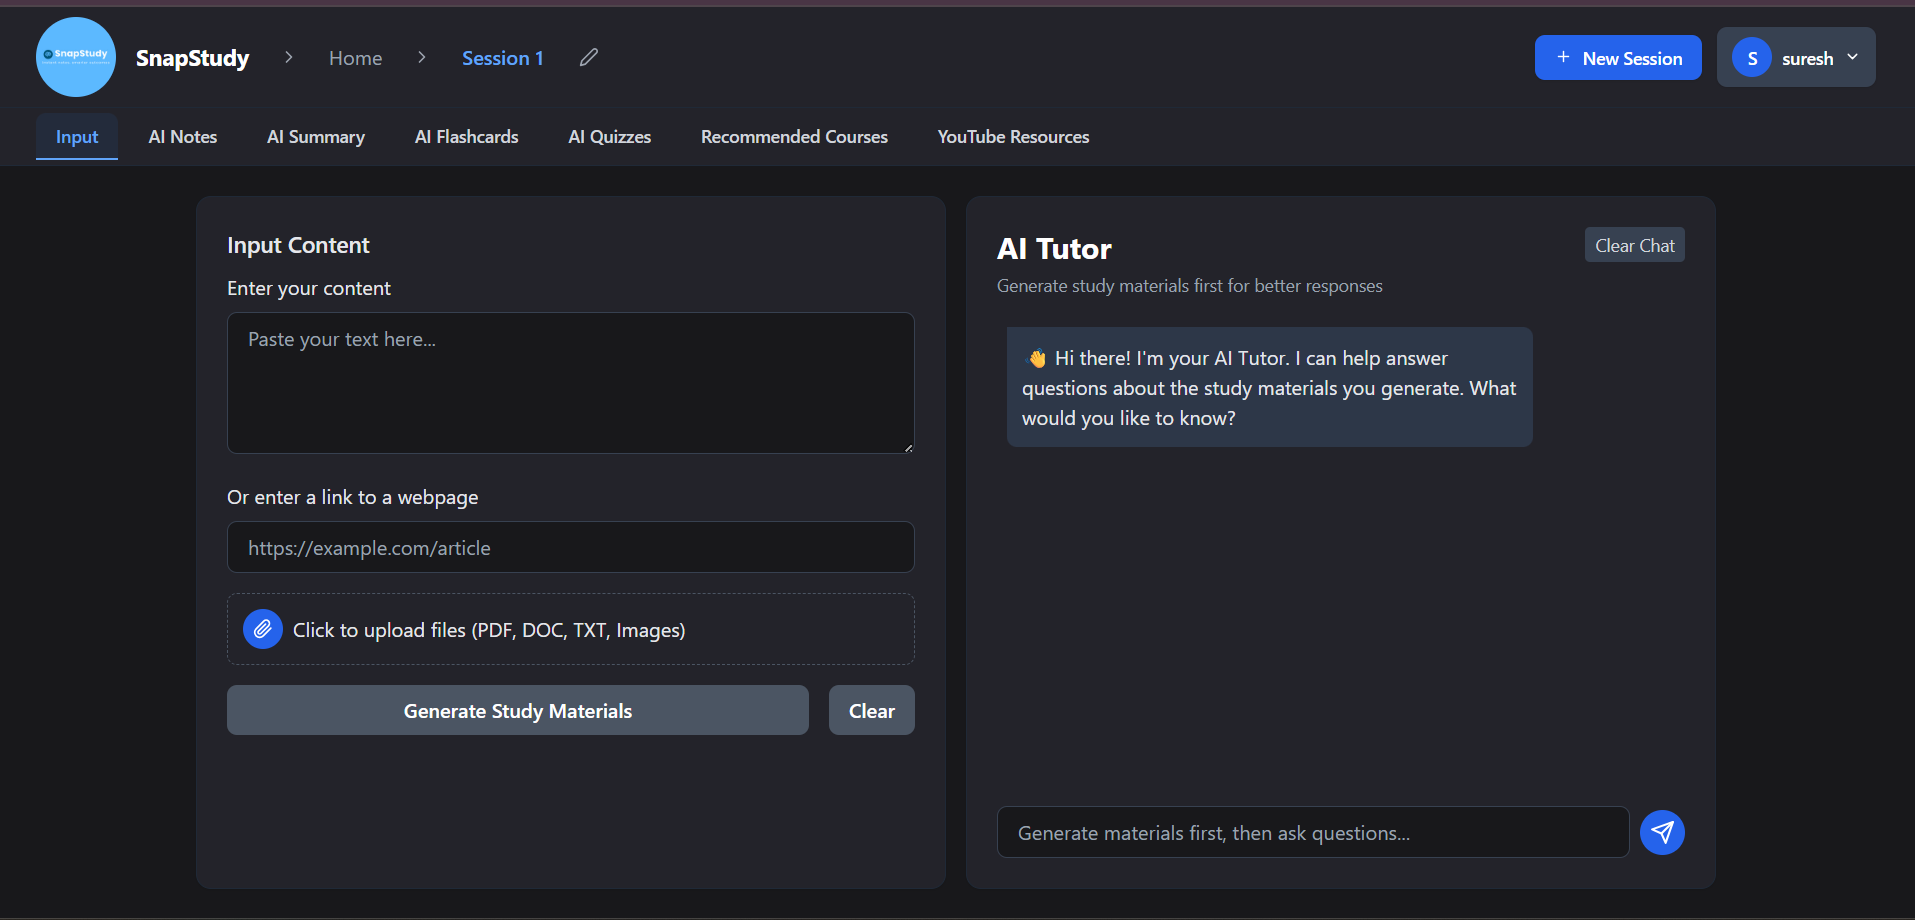 SnapStudy
SnapStudy
Home
Session 1
+ New Session
S
suresh
Input
AI Notes
AI Summary
AI Flashcards
AI Quizzes
Recommended Courses
YouTube Resources
Input Content
Enter your content
Paste your text here...
Or enter a link to a webpage
https://example.com/article
Click to upload files (PDF, DOC, TXT, Images)
Generate Study Materials
Clear
AI Tutor
Clear Chat
Generate study materials first for better responses
👋 Hi there! I'm your AI Tutor. I can help answer
questions about the study materials you generate. What
would you like to know?
Generate materials first, then ask questions...